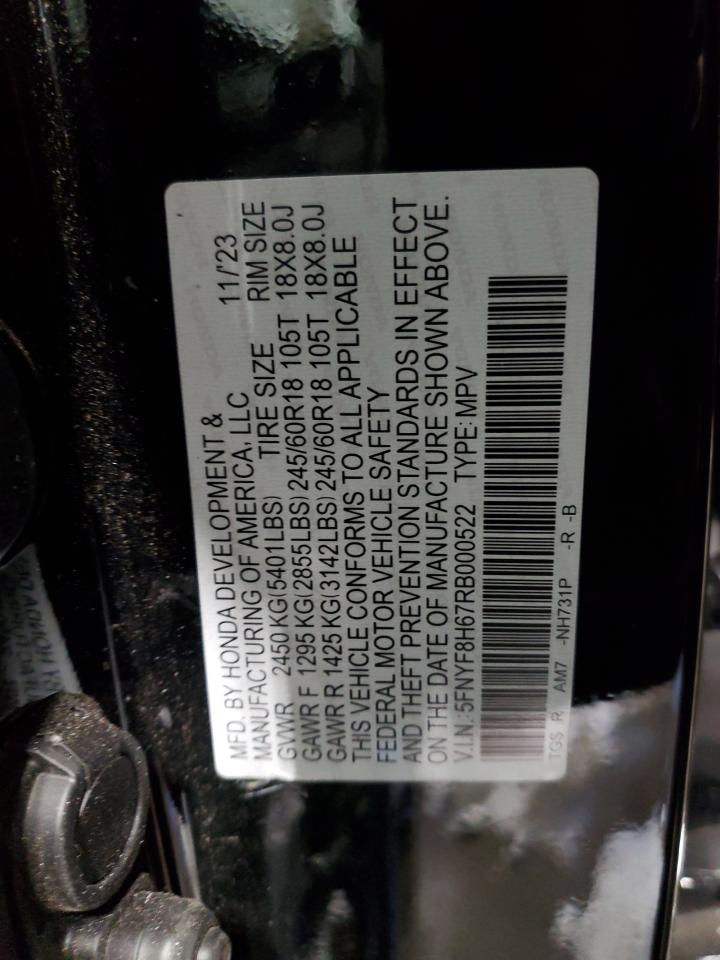 MFD. BY HONDA DEVELOPMENT &
MANUFACTURING OF AMERICA, LLC 11/'23
GVWR 2450 KG(5401LBS) TIRE SIZE RIM SIZE
GAWR F 1295 KG(2855LBS) 245/60R18 105T 18X8.0J
GAWR R 1425 KG(3142LBS) 245/60R18 105T 18X8.0J
THIS VEHICLE CONFORMS TO ALL APPLICABLE
FEDERAL MOTOR VEHICLE SAFETY
AND THEFT PREVENTION STANDARDS IN EFFECT
ON THE DATE OF MANUFACTURE SHOWN ABOVE.
V.I.N.: 5FNYF8H67RB000522 TYPE: MPV
TGS R AM7 -NH731P -R -B